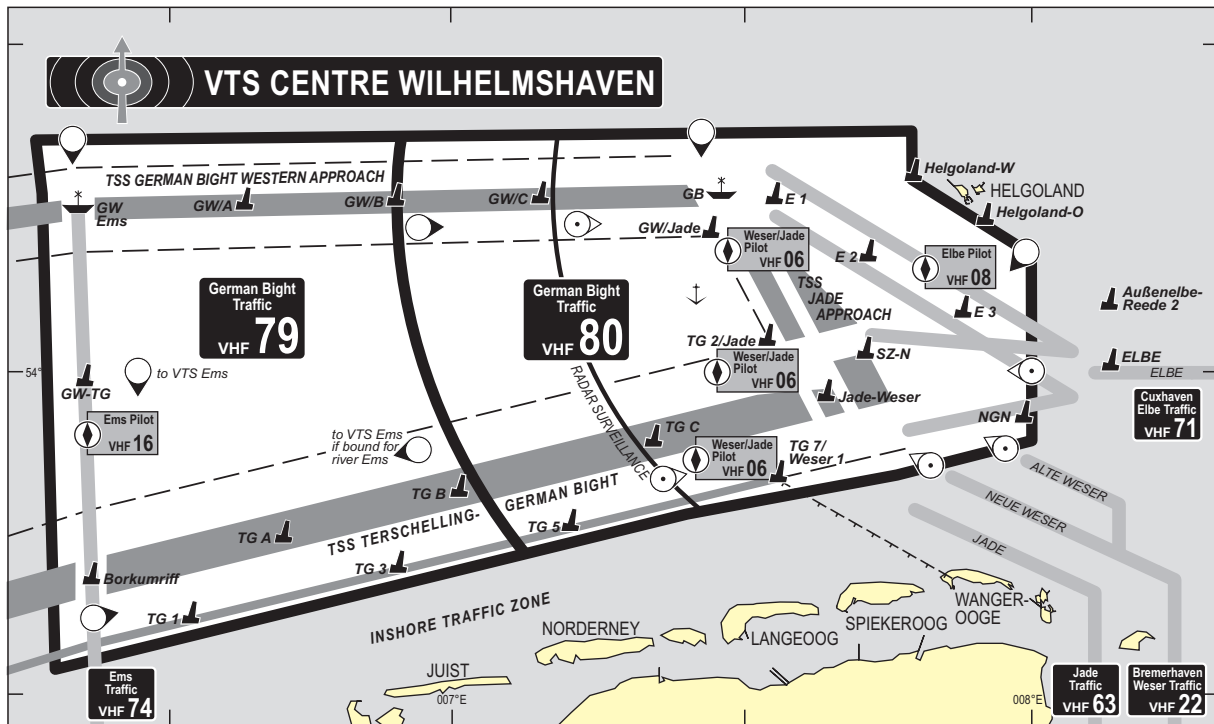 VTS CENTRE WILHELMSHAVEN
TSS GERMAN BIGHT WESTERN APPROACH
GW
Ems
GW/A
GW/B
GW/C
GB
E 1
Helgoland-W
HELGOLAND
Helgoland-O
GW/Jade
Weser/Jade
Pilot
VHF 06
E 2
Elbe Pilot
VHF 08
German Bight
Traffic
VHF 79
German Bight
Traffic
VHF 80
TSS
JADE
APPROACH
E 3
Außenelbe-
Reede 2
TG 2/Jade
SZ-N
ELBE
ELBE
54°
GW-TG
to VTS Ems
Weser/Jade
Pilot
VHF 06
RADAR SURVEILLANCE
Jade-Weser
NGN
Cuxhaven
Elbe Traffic
VHF 71
Ems Pilot
VHF 16
to VTS Ems
if bound for
river Ems
TG C
Weser/Jade
Pilot
VHF 06
TG 7/
Weser 1
ALTE WESER
TG B
NEUE WESER
TSS TERSCHELLING-
GERMAN BIGHT
TG A
TG 5
JADE
Borkumriff
TG 3
TG 1
INSHORE TRAFFIC ZONE
NORDERNEY
LANGEOOG
SPIEKEROOG
WANGER-
OOGE
JUIST
Ems
Traffic
VHF 74
007°E
008°E
Jade
Traffic
VHF 63
Bremerhaven
Weser Traffic
VHF 22